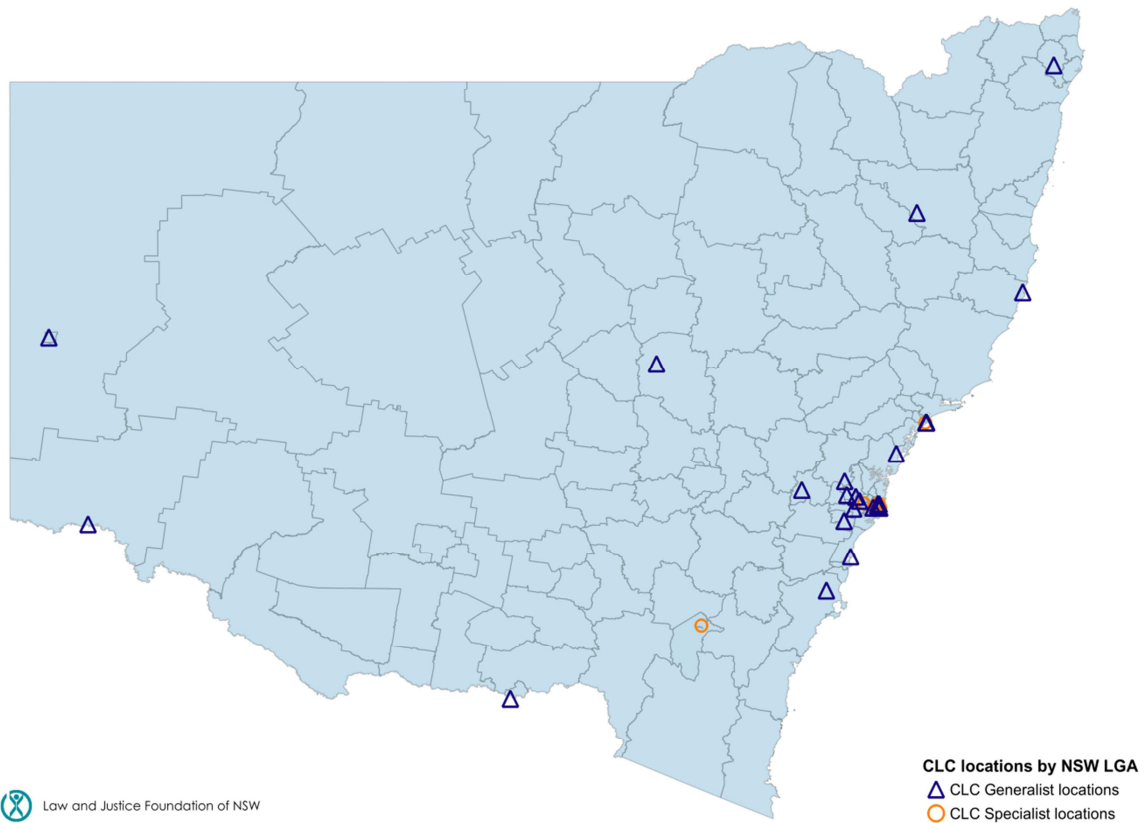 CLC locations by NSW LGA
CLC Generalist locations
CLC Specialist locations
Law and Justice Foundation of NSW